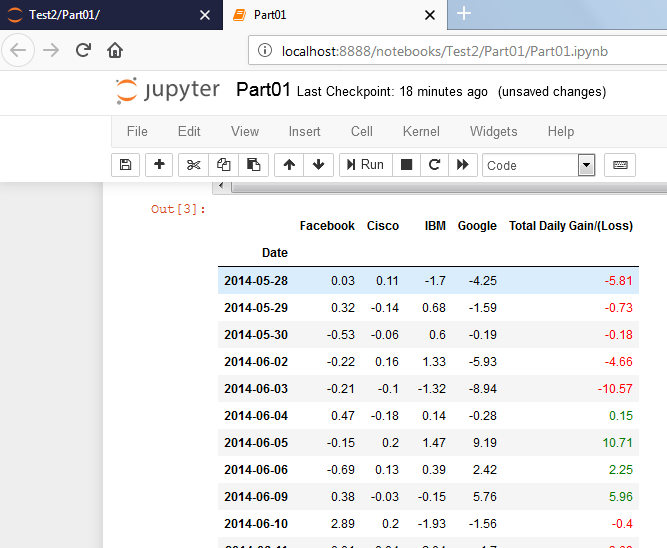 Test2/Part01/
Part01
localhost:8888/notebooks/Test2/Part01/Part01.ipynb
jupyter Part01 Last Checkpoint: 18 minutes ago (unsaved changes)
File Edit View Insert Cell Kernel Widgets Help
Run Code
Out[3]:
Facebook Cisco IBM Google Total Daily Gain/(Loss)
Date
2014-05-28 0.03 0.11 -1.7 -4.25 -5.81
2014-05-29 0.32 -0.14 0.68 -1.59 -0.73
2014-05-30 -0.53 -0.06 0.6 -0.19 -0.18
2014-06-02 -0.22 0.16 1.33 -5.93 -4.66
2014-06-03 -0.21 -0.1 -1.32 -8.94 -10.57
2014-06-04 0.47 -0.18 0.14 -0.28 0.15
2014-06-05 -0.15 0.2 1.47 9.19 10.71
2014-06-06 -0.69 0.13 0.39 2.42 2.25
2014-06-09 0.38 -0.03 -0.15 5.76 5.96
2014-06-10 2.89 0.2 -1.93 -1.56 -0.4